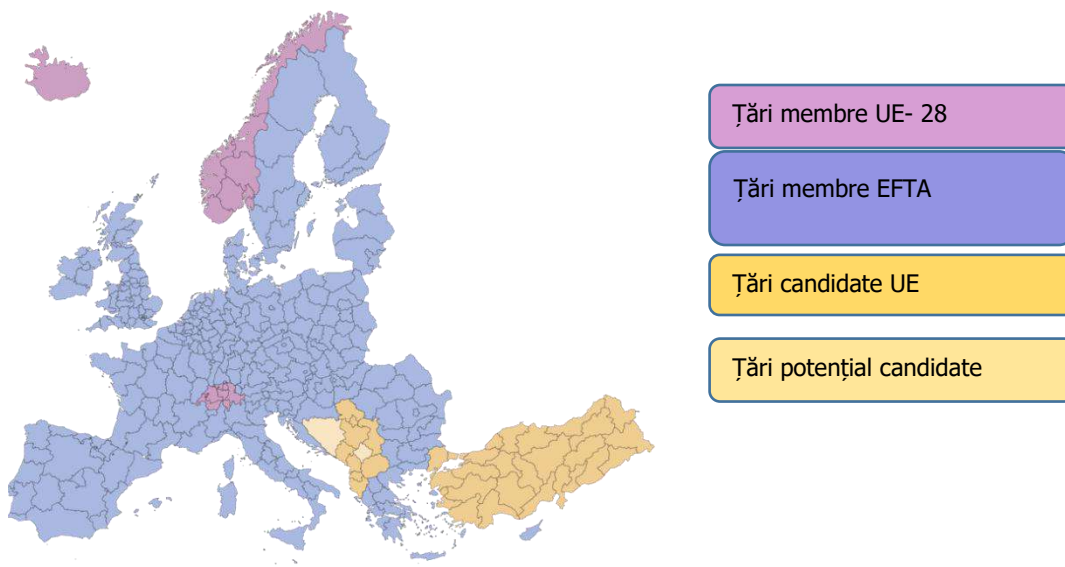 Țări membre UE- 28
Țări membre EFTA
Țări candidate UE
Țări potențial candidate